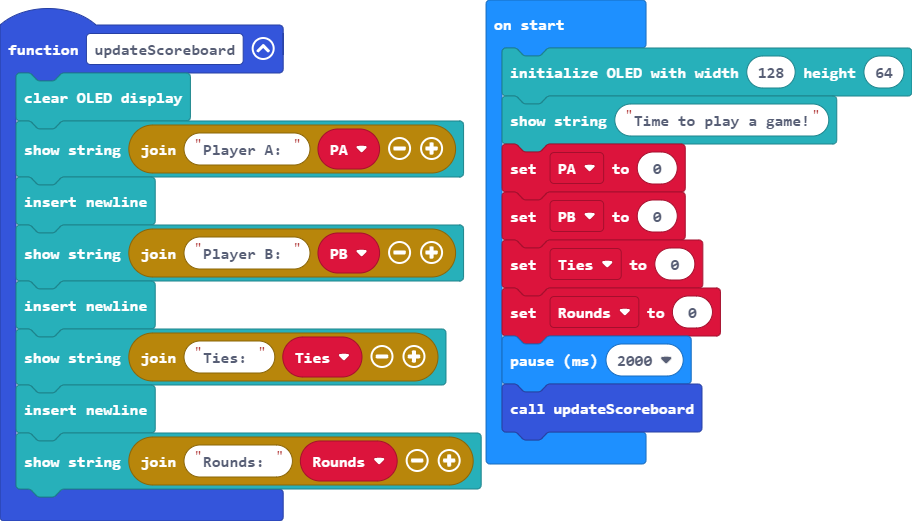 function updateScoreboard
clear OLED display
show string join "Player A: " PA
insert newline
show string join "Player B: " PB
insert newline
show string join "Ties: " Ties
insert newline
show string join "Rounds: " Rounds
on start
initialize OLED with width 128 height 64
show string "Time to play a game!"
set PA to 0
set PB to 0
set Ties to 0
set Rounds to 0
pause (ms) 2000
call updateScoreboard